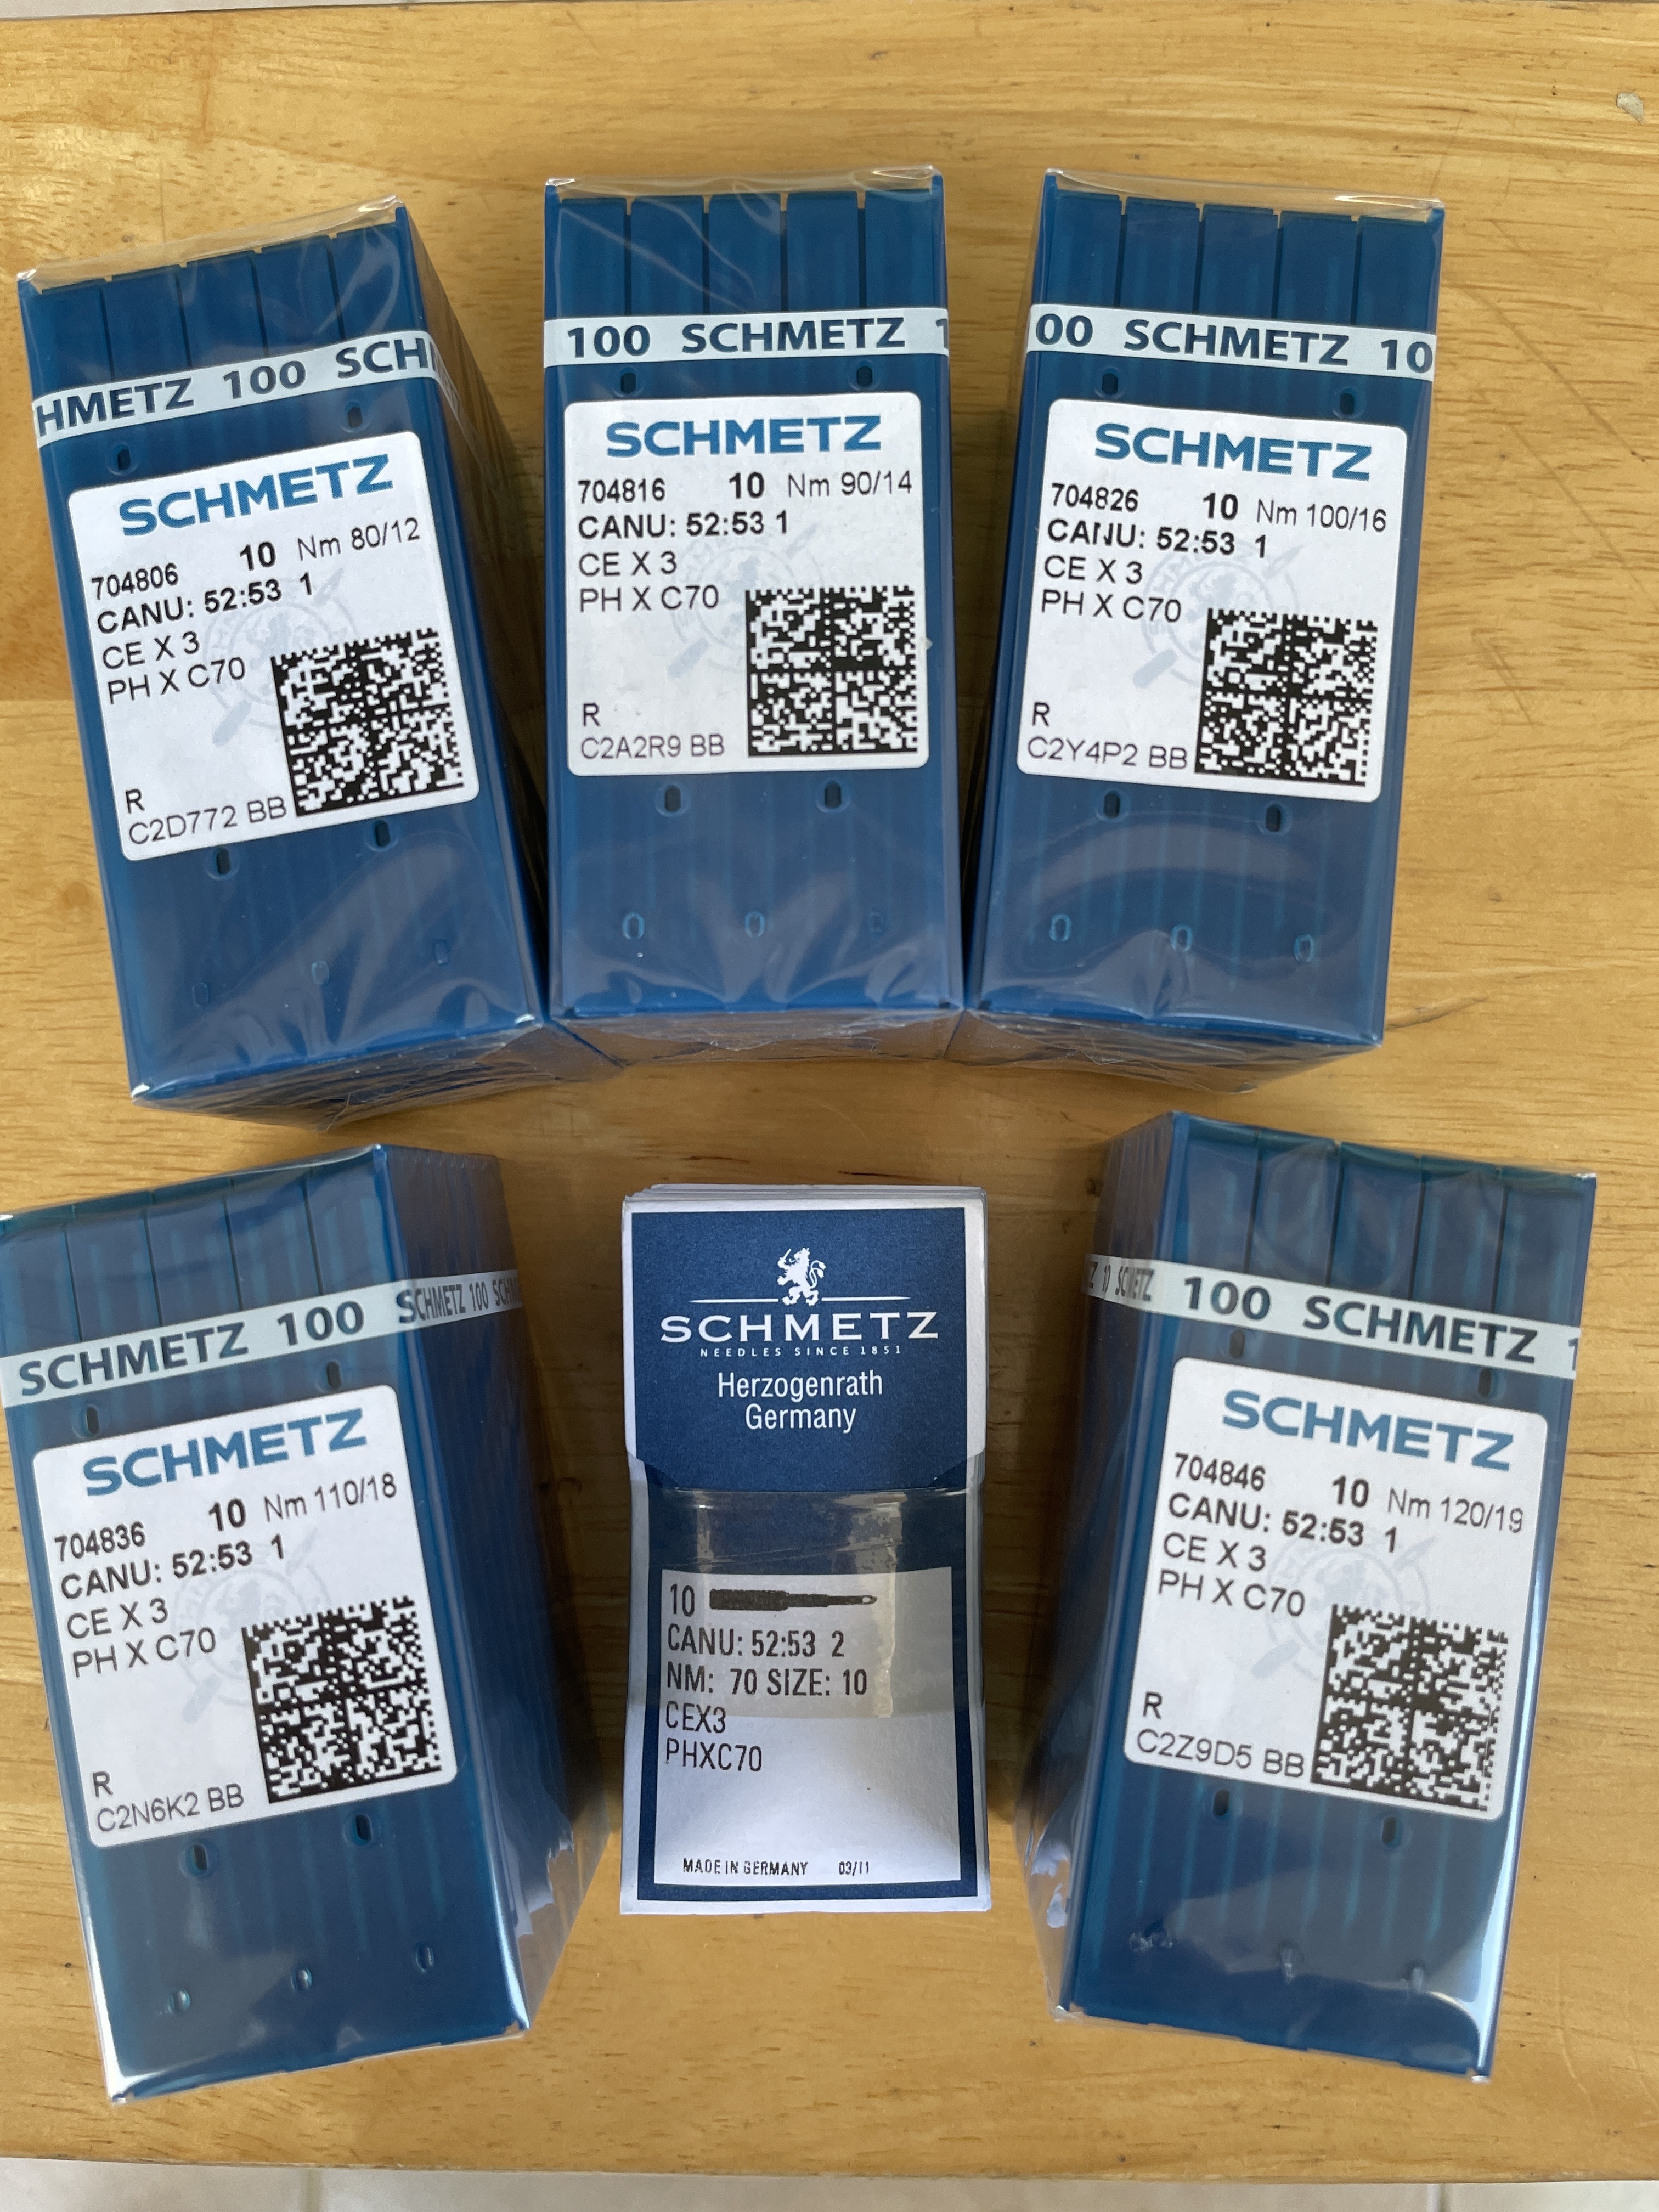 HMETZ 100 SCH
SCHMETZ
704806 10 Nm 80/12
CANU: 52:53 1
CE X 3
PH X C70
R
C2D772 BB
100 SCHMETZ 1
SCHMETZ
704816 10 Nm 90/14
CANU: 52:53 1
CE X 3
PH X C70
R
C2A2R9 BB
00 SCHMETZ 10
SCHMETZ
704826 10 Nm 100/16
CANU: 52:53 1
CE X 3
PH X C70
R
C2Y4P2 BB
SCHMETZ 100 SCHMETZ 100 SCH
SCHMETZ
704836 10 Nm 110/18
CANU: 52:53 1
CE X 3
PH X C70
R
C2N6K2 BB
SCHMETZ
NEEDLES SINCE 1851
Herzogenrath
Germany
10
CANU: 52:53 2
NM: 70 SIZE: 10
CEX3
PHXC70
MADE IN GERMANY 03/11
SCHMETZ 100 SCHMETZ 1
SCHMETZ
704846 10 Nm 120/19
CANU: 52:53 1
CE X 3
PH X C70
R
C2Z9D5 BB